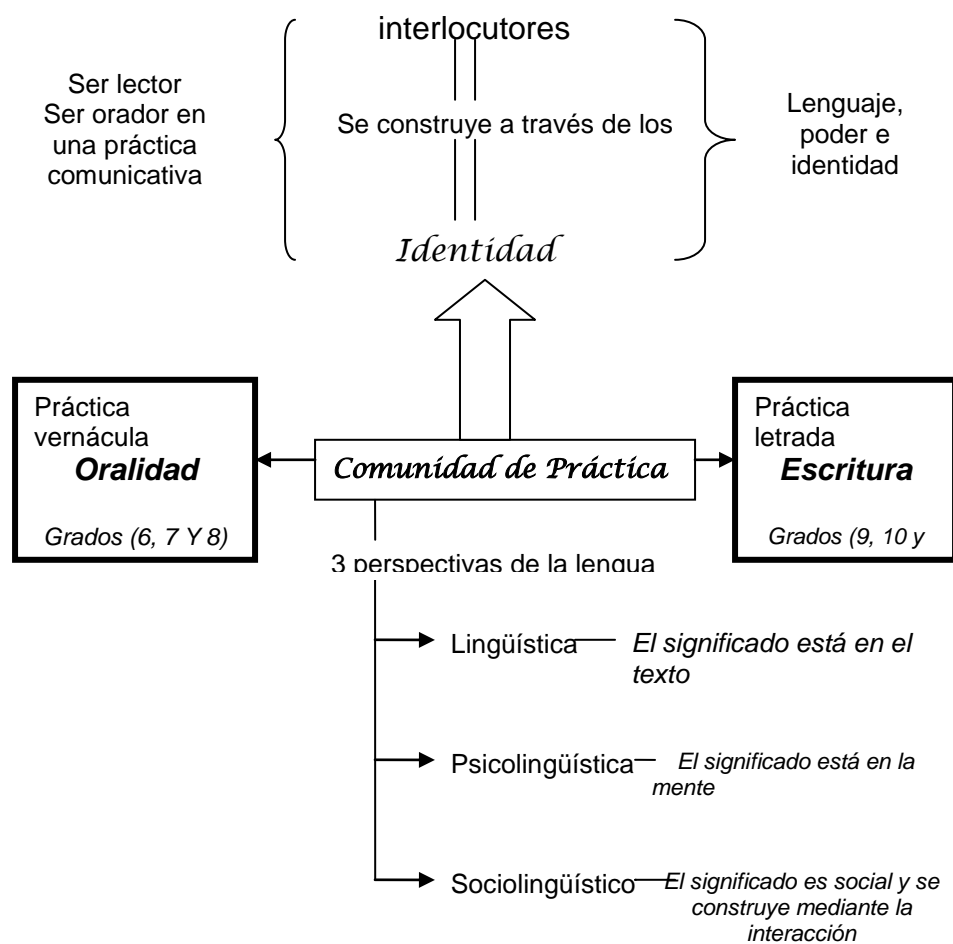 interlocutores
Ser lector
Ser orador en
una práctica
comunicativa
Se construye a través de los
Lenguaje,
poder e
identidad
Identidad
Práctica
vernácula
Oralidad
Grados (6, 7 Y 8)
Comunidad de Práctica
Práctica
letrada
Escritura
Grados (9, 10 y
3 perspectivas de la lengua
Lingüística
El significado está en el
texto
Psicolingüística
El significado está en la
mente
Sociolingüístico
El significado es social y se
construye mediante la
interacción